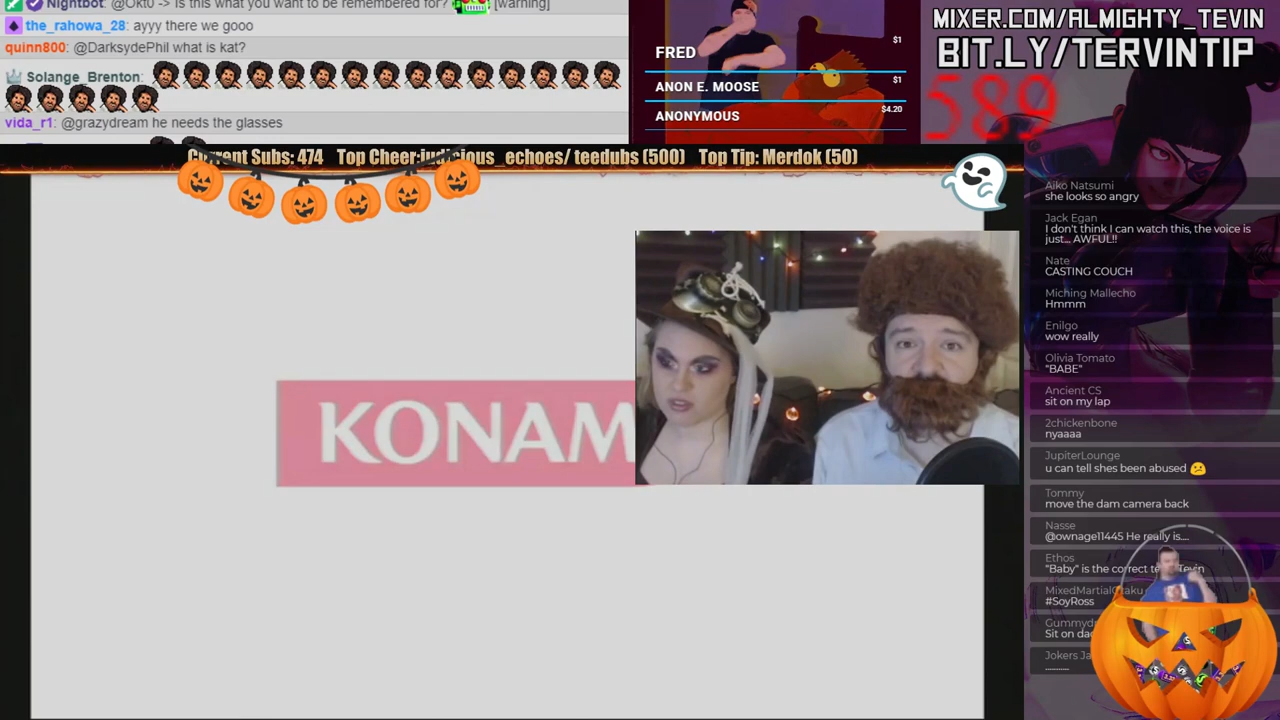 Nightbot: @Okt0 -> Is this what you want to be remembered for? [warning]
the_rahowa_28: ayyy there we gooo
quinn800: @DarksydePhil what is kat?
Solange_Brenton:
vida_r1: @grazydream he needs the glasses
FRED
$1
ANON E. MOOSE
$1
ANONYMOUS
$4.20
MIXER.COM/ALMIGHTY_TEVIN
BIT.LY/TERVINTIP
589
Current Subs: 474 Top Cheer:judicious_echoes/ teedubs (500) Top Tip: Merdok (50)
KONAM
Aiko Natsumi
she looks so angry
Jack Egan
I don't think I can watch this, the voice is
just... AWFUL!!
Nate
CASTING COUCH
Miching Mallecho
Hmmm
Enilgo
wow really
Olivia Tomato
"BABE"
Ancient CS
sit on my lap
2chickenbone
nyaaaa
JupiterLounge
u can tell shes been abused 😕
Tommy
move the dam camera back
Nasse
@ownage11445 He really is....
Ethos
"Baby" is the correct Tevin
MixedMartialOtaku
#SoyRoss
Sit on
Jokers
...........